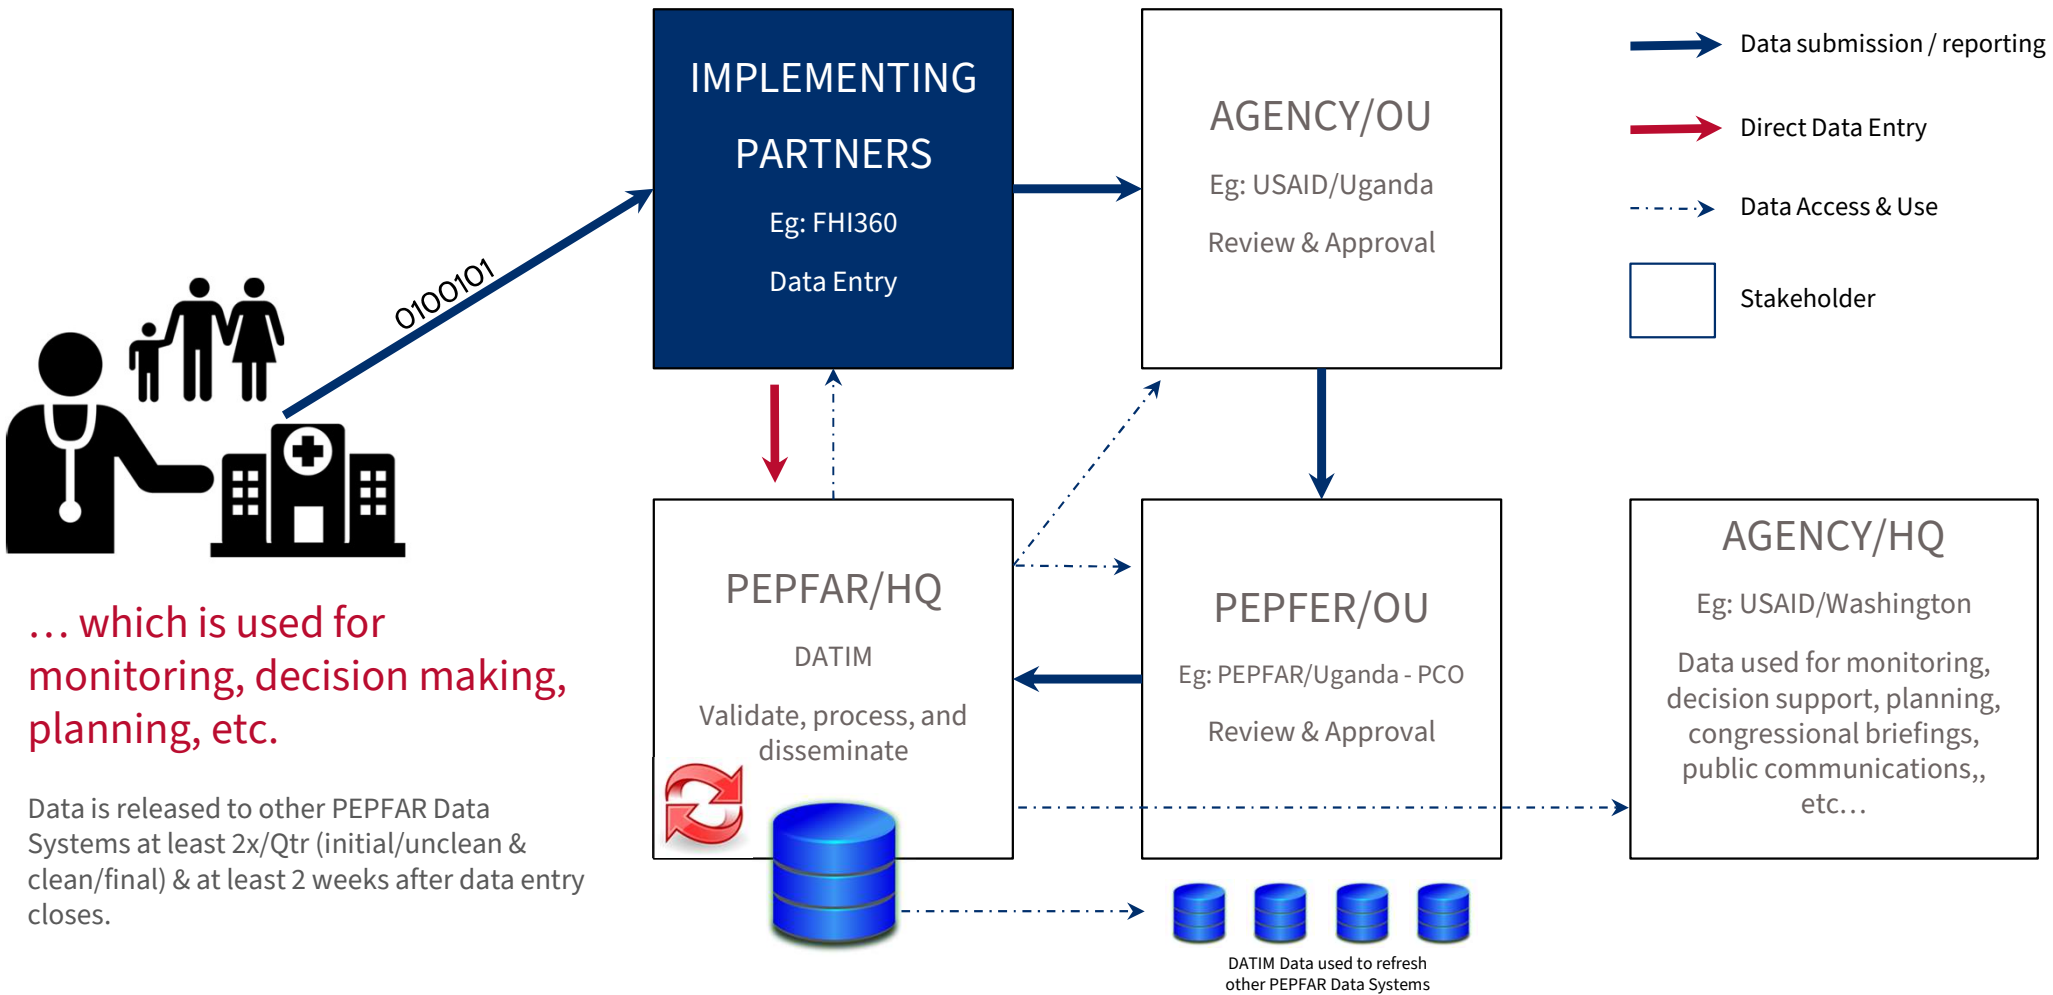 IMPLEMENTING
PARTNERS
Eg: FHI360
Data Entry
AGENCY/OU
Eg: USAID/Uganda
Review & Approval
Data submission / reporting
Direct Data Entry
Data Access & Use
Stakeholder
0100101
… which is used for
monitoring, decision making,
planning, etc.
Data is released to other PEPFAR Data
Systems at least 2x/Qtr (initial/unclean &
clean/final) & at least 2 weeks after data entry
closes.
PEPFAR/HQ
DATIM
Validate, process, and
disseminate
PEPFER/OU
Eg: PEPFAR/Uganda - PCO
Review & Approval
AGENCY/HQ
Eg: USAID/Washington
Data used for monitoring,
decision support, planning,
congressional briefings,
public communications,,
etc…
DATIM Data used to refresh
other PEPFAR Data Systems